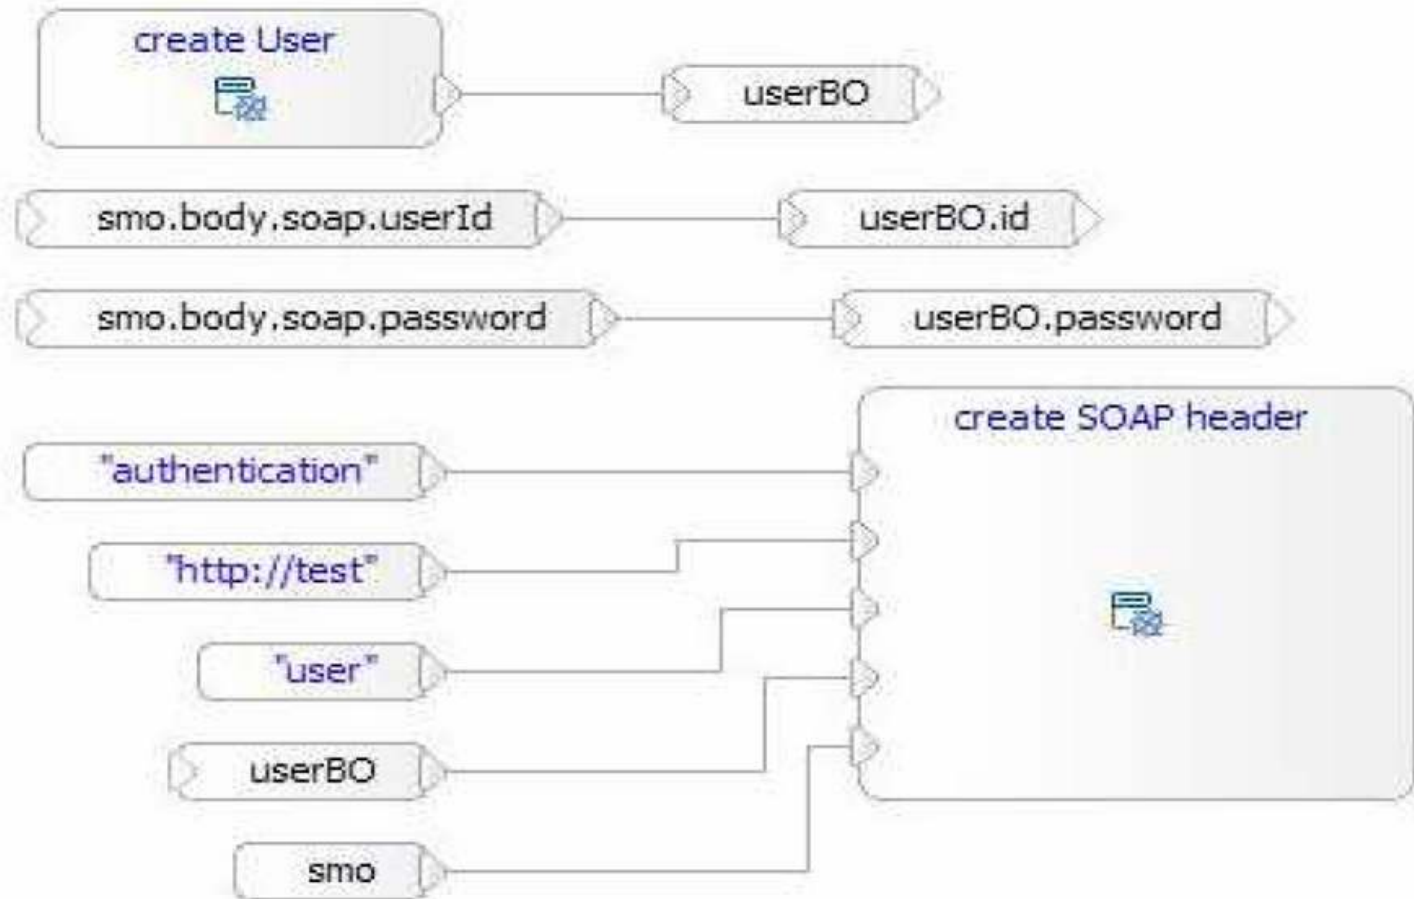 create User
userBO
smo.body.soap.userId
userBO.id
smo.body.soap.password
userBO.password
create SOAP header
"authentication"
"http://test"
"user"
userBO
smo